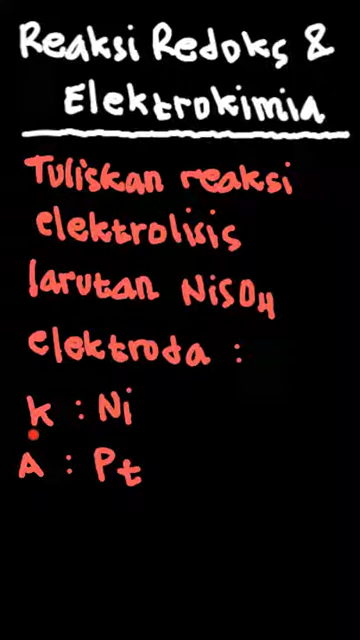 Reaksi Redoks &
Elektrokimia
Tuliskan reaksi
elektrolisis
larutan NiSO4
elektroda :
K : Ni
A : Pt